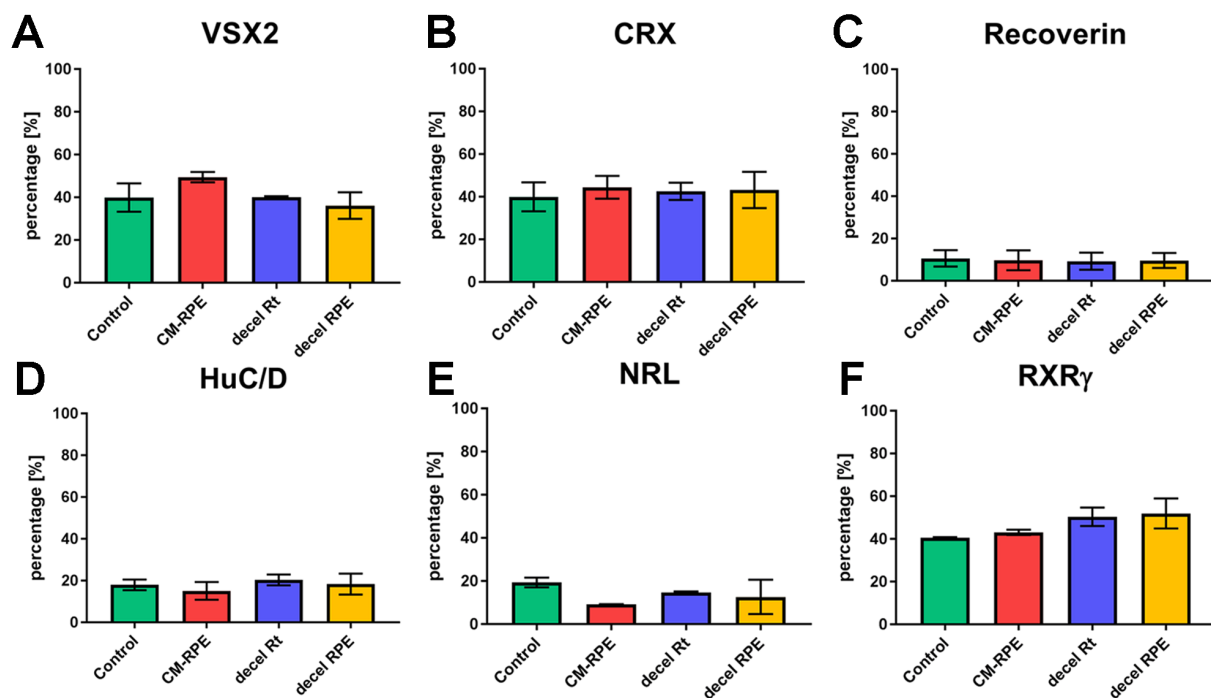 A
VSX2
percentage [%]
100
80
60
40
20
0
Control
CM-RPE
decel Rt
decel RPE
B
CRX
percentage [%]
100
80
60
40
20
0
Control
CM-RPE
decel Rt
decel RPE
C
Recoverin
percentage [%]
100
80
60
40
20
0
Control
CM-RPE
decel Rt
decel RPE
D
HuC/D
percentage [%]
100
80
60
40
20
0
Control
CM-RPE
decel Rt
decel RPE
E
NRL
percentage [%]
100
80
60
40
20
0
Control
CM-RPE
decel Rt
decel RPE
F
RXRγ
percentage [%]
100
80
60
40
20
0
Control
CM-RPE
decel Rt
decel RPE